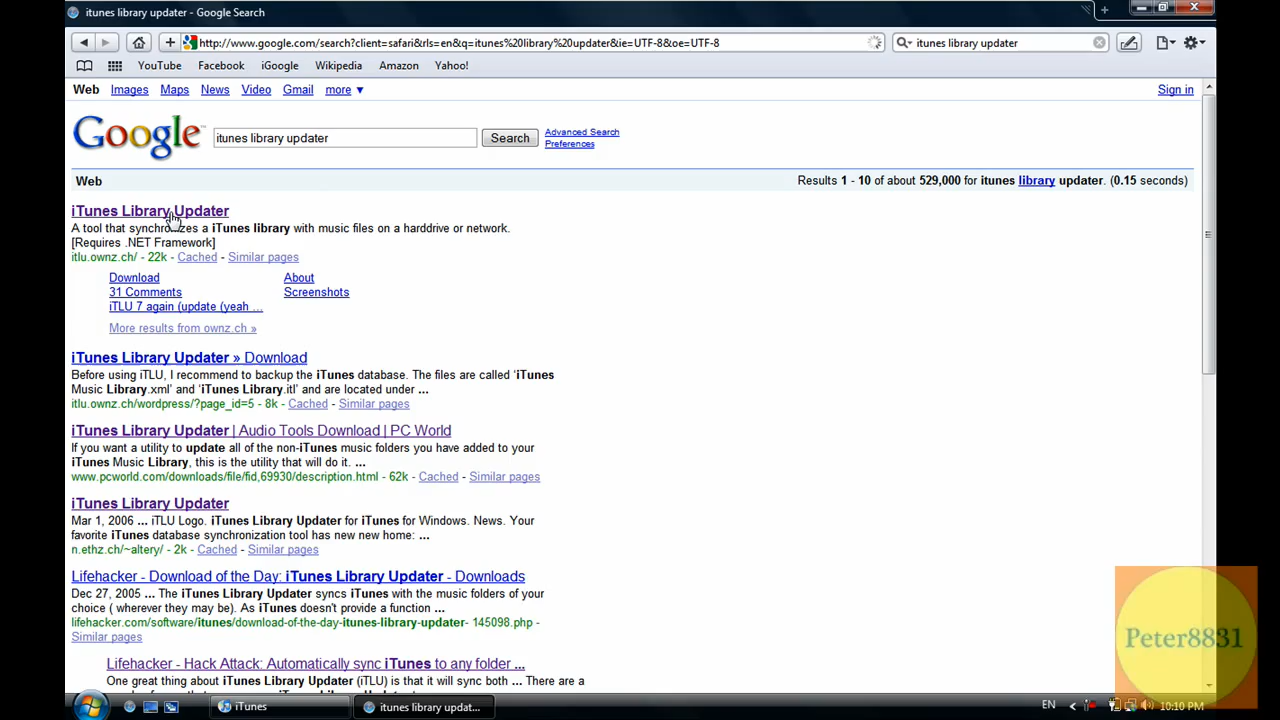 itunes library updater - Google Search
http://www.google.com/search?client=safari&rls=en&q=itunes%20library%20updater&ie=UTF-8&oe=UTF-8
itunes library updater
YouTube Facebook iGoogle Wikipedia Amazon Yahoo!
Web Images Maps News Video Gmail more ▼ Sign in
Google
itunes library updater
Search
Advanced Search
Preferences
Web
Results 1 - 10 of about 529,000 for itunes library updater. (0.15 seconds)
iTunes Library Updater
A tool that synchronizes a iTunes library with music files on a harddrive or network.
[Requires .NET Framework]
itlu.ownz.ch/ - 22k - Cached - Similar pages
Download About
31 Comments Screenshots
iTLU 7 again (update (yeah ...
More results from ownz.ch »
iTunes Library Updater » Download
Before using iTLU, I recommend to backup the iTunes database. The files are called ‘iTunes
Music Library.xml’ and ‘iTunes Library.itl’ and are located under ...
itlu.ownz.ch/wordpress/?page_id=5 - 8k - Cached - Similar pages
iTunes Library Updater | Audio Tools Download | PC World
If you want a utility to update all of the non-iTunes music folders you have added to your
iTunes Music Library, this is the utility that will do it. ...
www.pcworld.com/downloads/file/fid,69930/description.html - 62k - Cached - Similar pages
iTunes Library Updater
Mar 1, 2006 ... iTLU Logo. iTunes Library Updater for iTunes for Windows. News. Your
favorite iTunes database synchronization tool has new new home: ...
n.ethz.ch/~altery/ - 2k - Cached - Similar pages
Lifehacker - Download of the Day: iTunes Library Updater - Downloads
Dec 27, 2005 ... The iTunes Library Updater syncs iTunes with the music folders of your
choice ( wherever they may be). As iTunes doesn't provide a function ...
lifehacker.com/software/itunes/download-of-the-day-itunes-library-updater- 145098.php -
Similar pages
Lifehacker - Hack Attack: Automatically sync iTunes to any folder ...
One great thing about iTunes Library Updater (iTLU) is that it will sync both ... There are a
Peter8831
iTunes
itunes library updat...
EN
10:10 PM